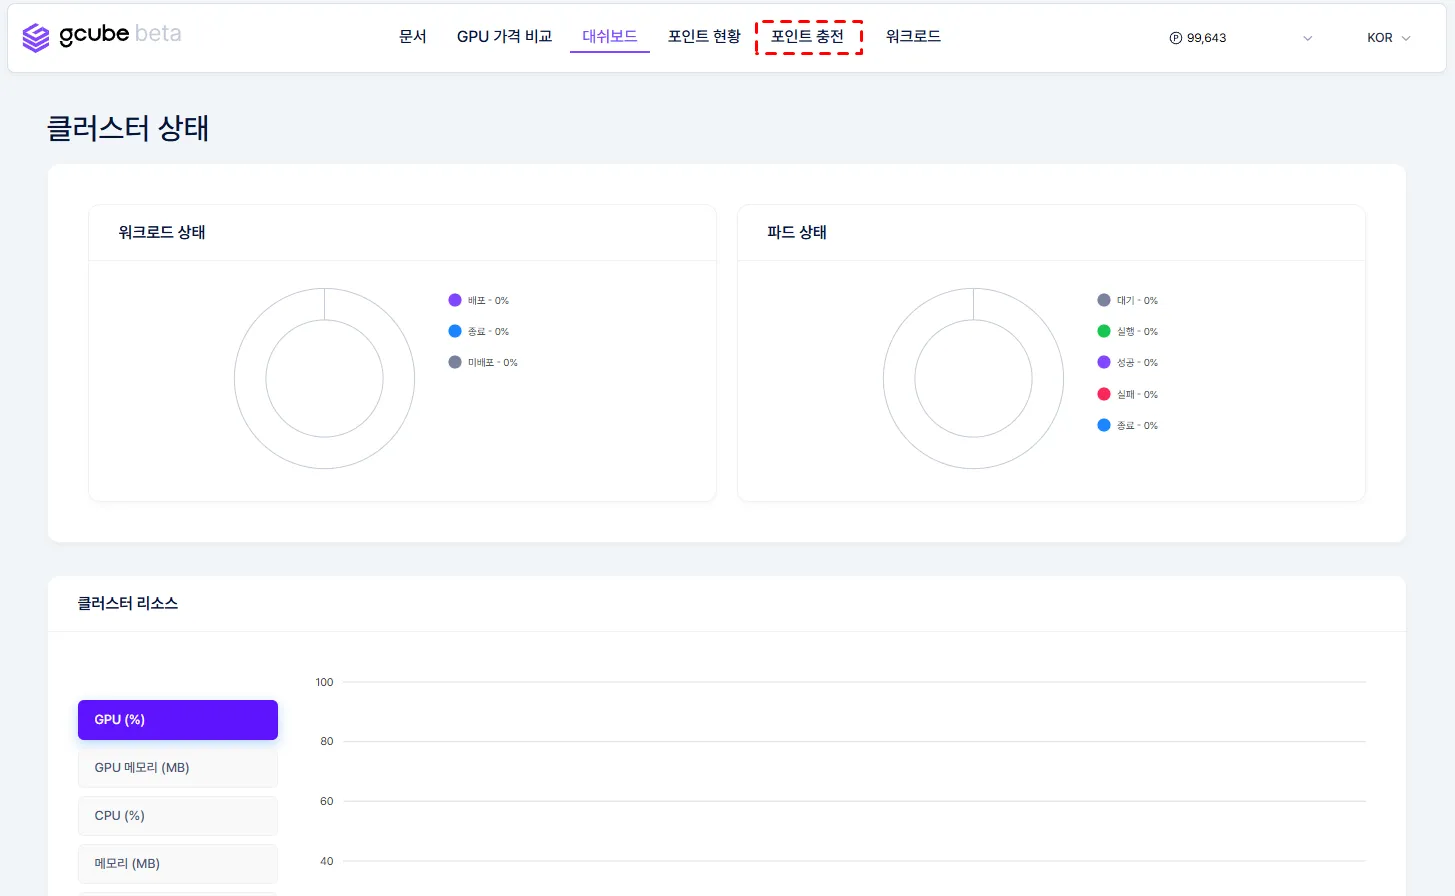 gcube beta
문서 GPU 가격 비교 대쉬보드 포인트 현황 포인트 충전 워크로드 Ⓟ 99,643 KOR
클러스터 상태
워크로드 상태
배포 - 0%
종료 - 0%
미배포 - 0%
파드 상태
대기 - 0%
실행 - 0%
성공 - 0%
실패 - 0%
종료 - 0%
클러스터 리소스
GPU (%)
GPU 메모리 (MB)
CPU (%)
메모리 (MB)
100
80
60
40